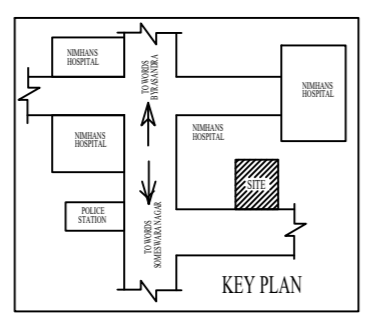 NIMHANS
HOSPITAL
TO WORDS
BYRASANDRA
NIMHANS
HOSPITAL
NIMHANS
HOSPITAL
NIMHANS
HOSPITAL
SITE
POLICE
STATION
TO WORDS
SOMESWARA NAGAR
KEY PLAN